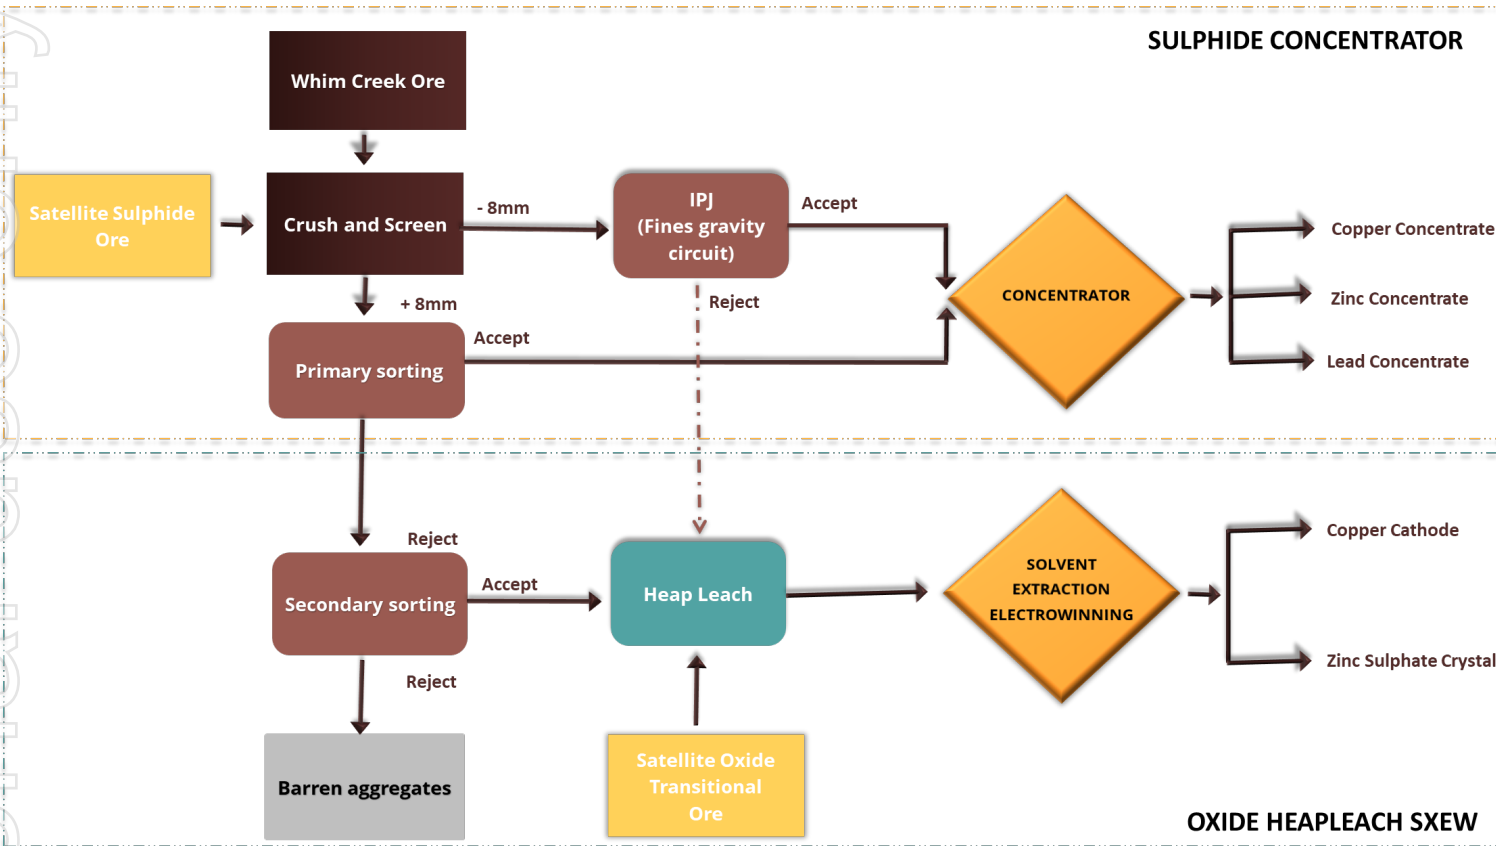 SULPHIDE CONCENTRATOR
Whim Creek Ore
Satellite Sulphide
Ore
Crush and Screen
- 8mm
IPJ
(Fines gravity
circuit)
Accept
Copper Concentrate
CONCENTRATOR
Zinc Concentrate
+ 8mm
Reject
Accept
Lead Concentrate
Primary sorting
Reject
Copper Cathode
Accept
SOLVENT
EXTRACTION
ELECTROWINNING
Secondary sorting
Heap Leach
Reject
Zinc Sulphate Crystal
Satellite Oxide
Transitional
Ore
Barren aggregates
OXIDE HEAPLEACH SXEW